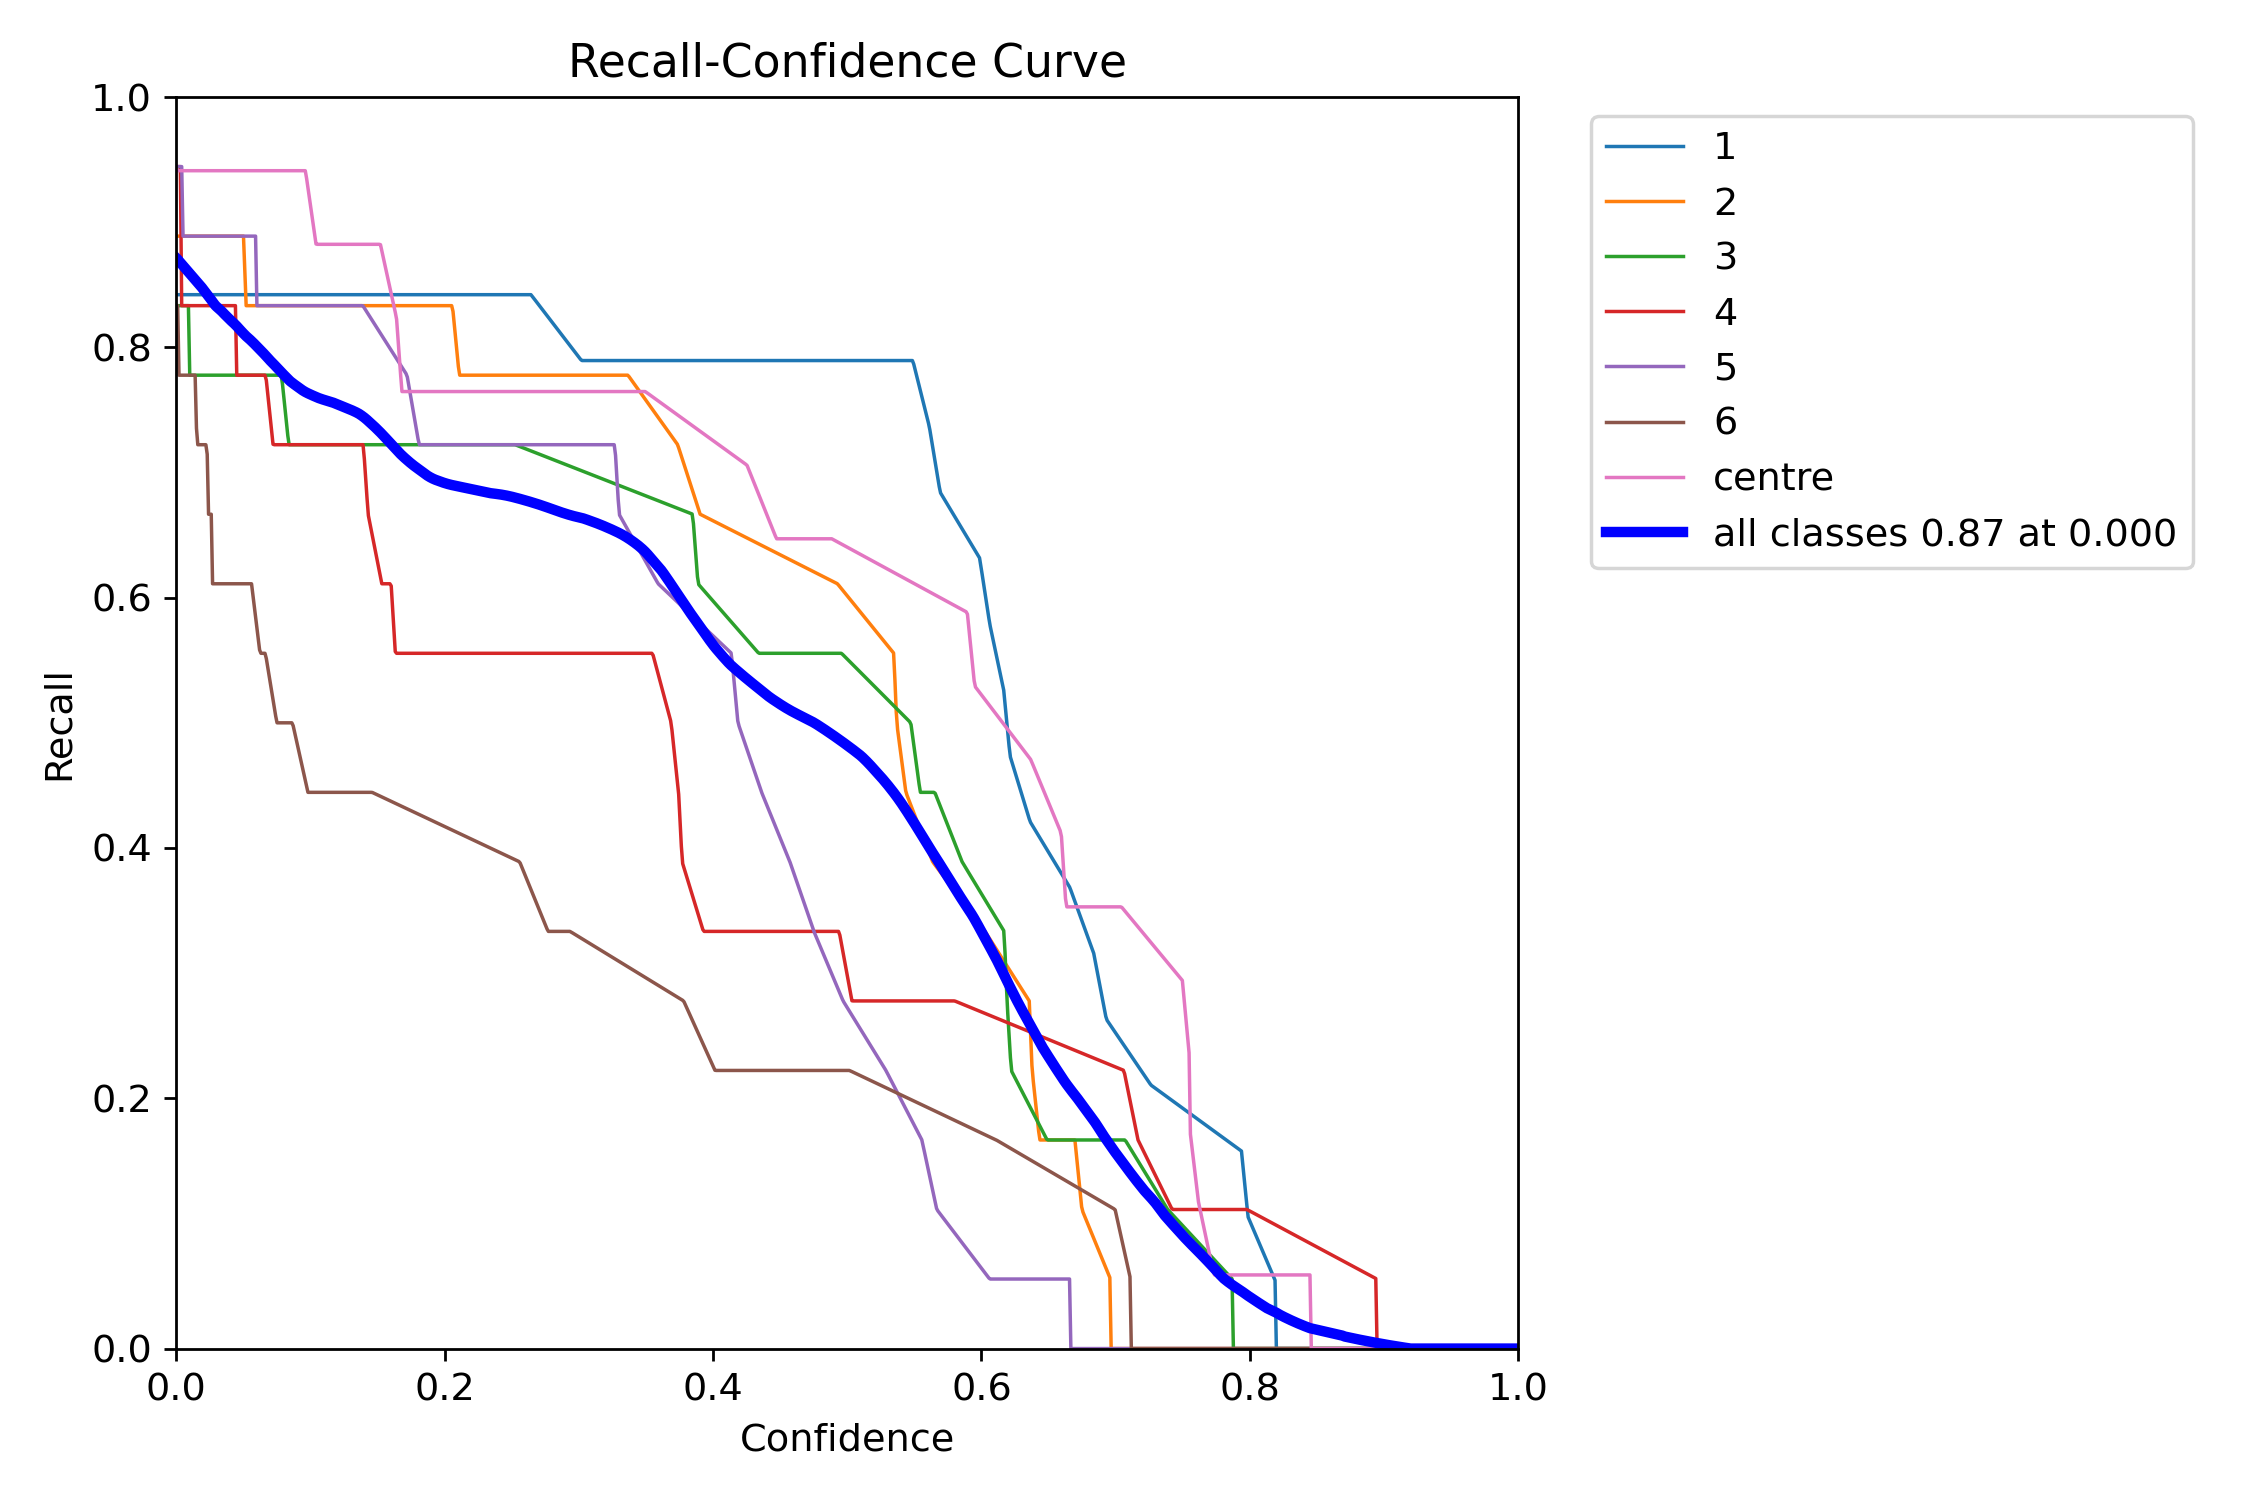 Recall-Confidence Curve
1.0
0.8
0.6
0.4
0.2
0.0
Recall
0.0 0.2 0.4 0.6 0.8 1.0
Confidence
1
2
3
4
5
6
centre
all classes 0.87 at 0.000